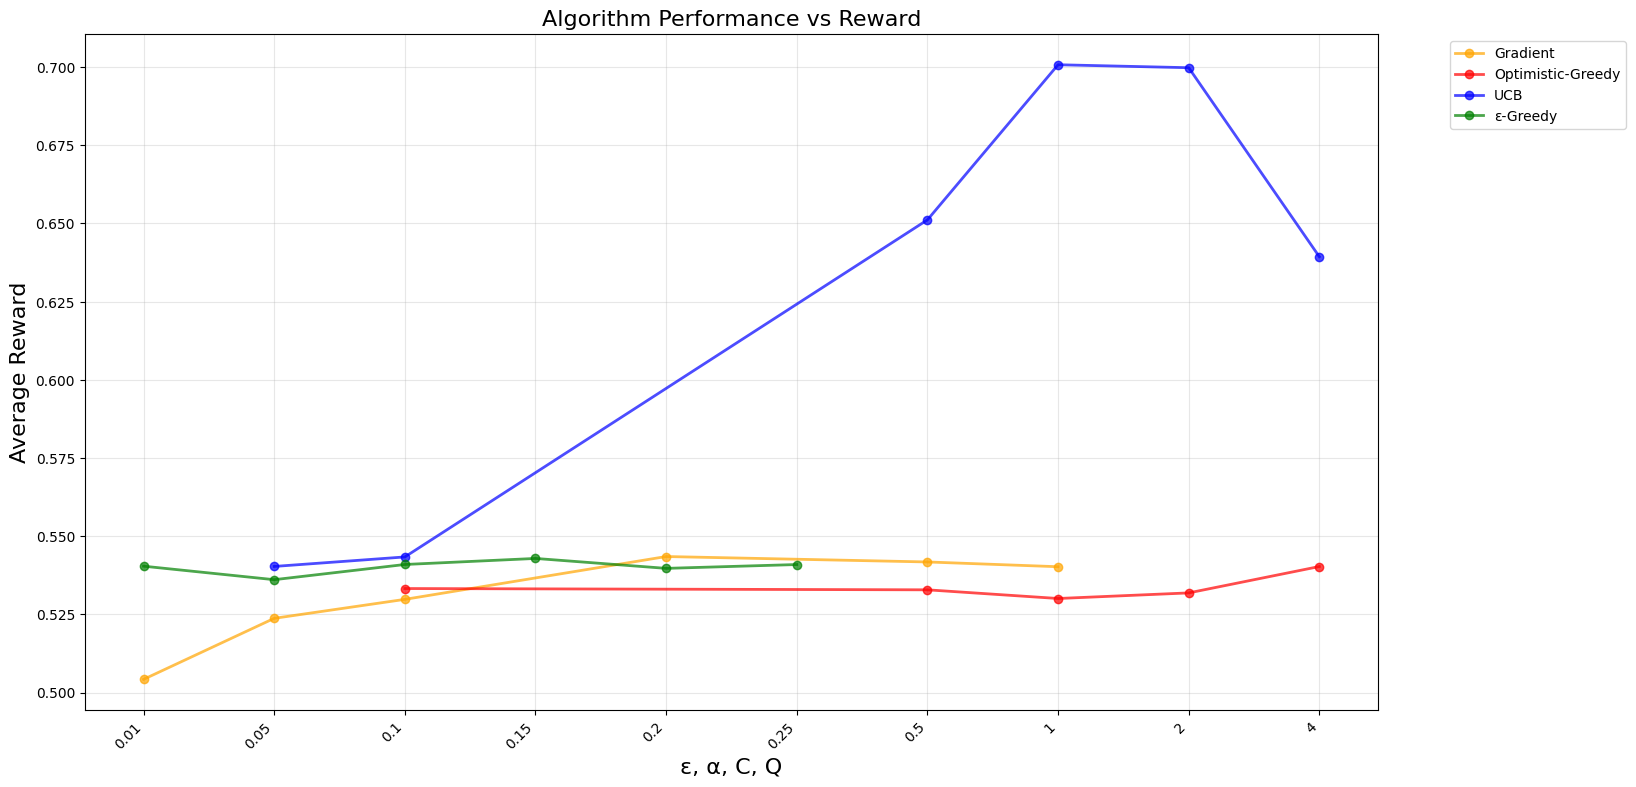 Algorithm Performance vs Reward
Gradient
Optimistic-Greedy
UCB
ε-Greedy
Average Reward
0.700
0.675
0.650
0.625
0.600
0.575
0.550
0.525
0.500
0.01
0.05
0.1
0.15
0.2
0.25
0.5
1
2
4
ε, α, C, Q